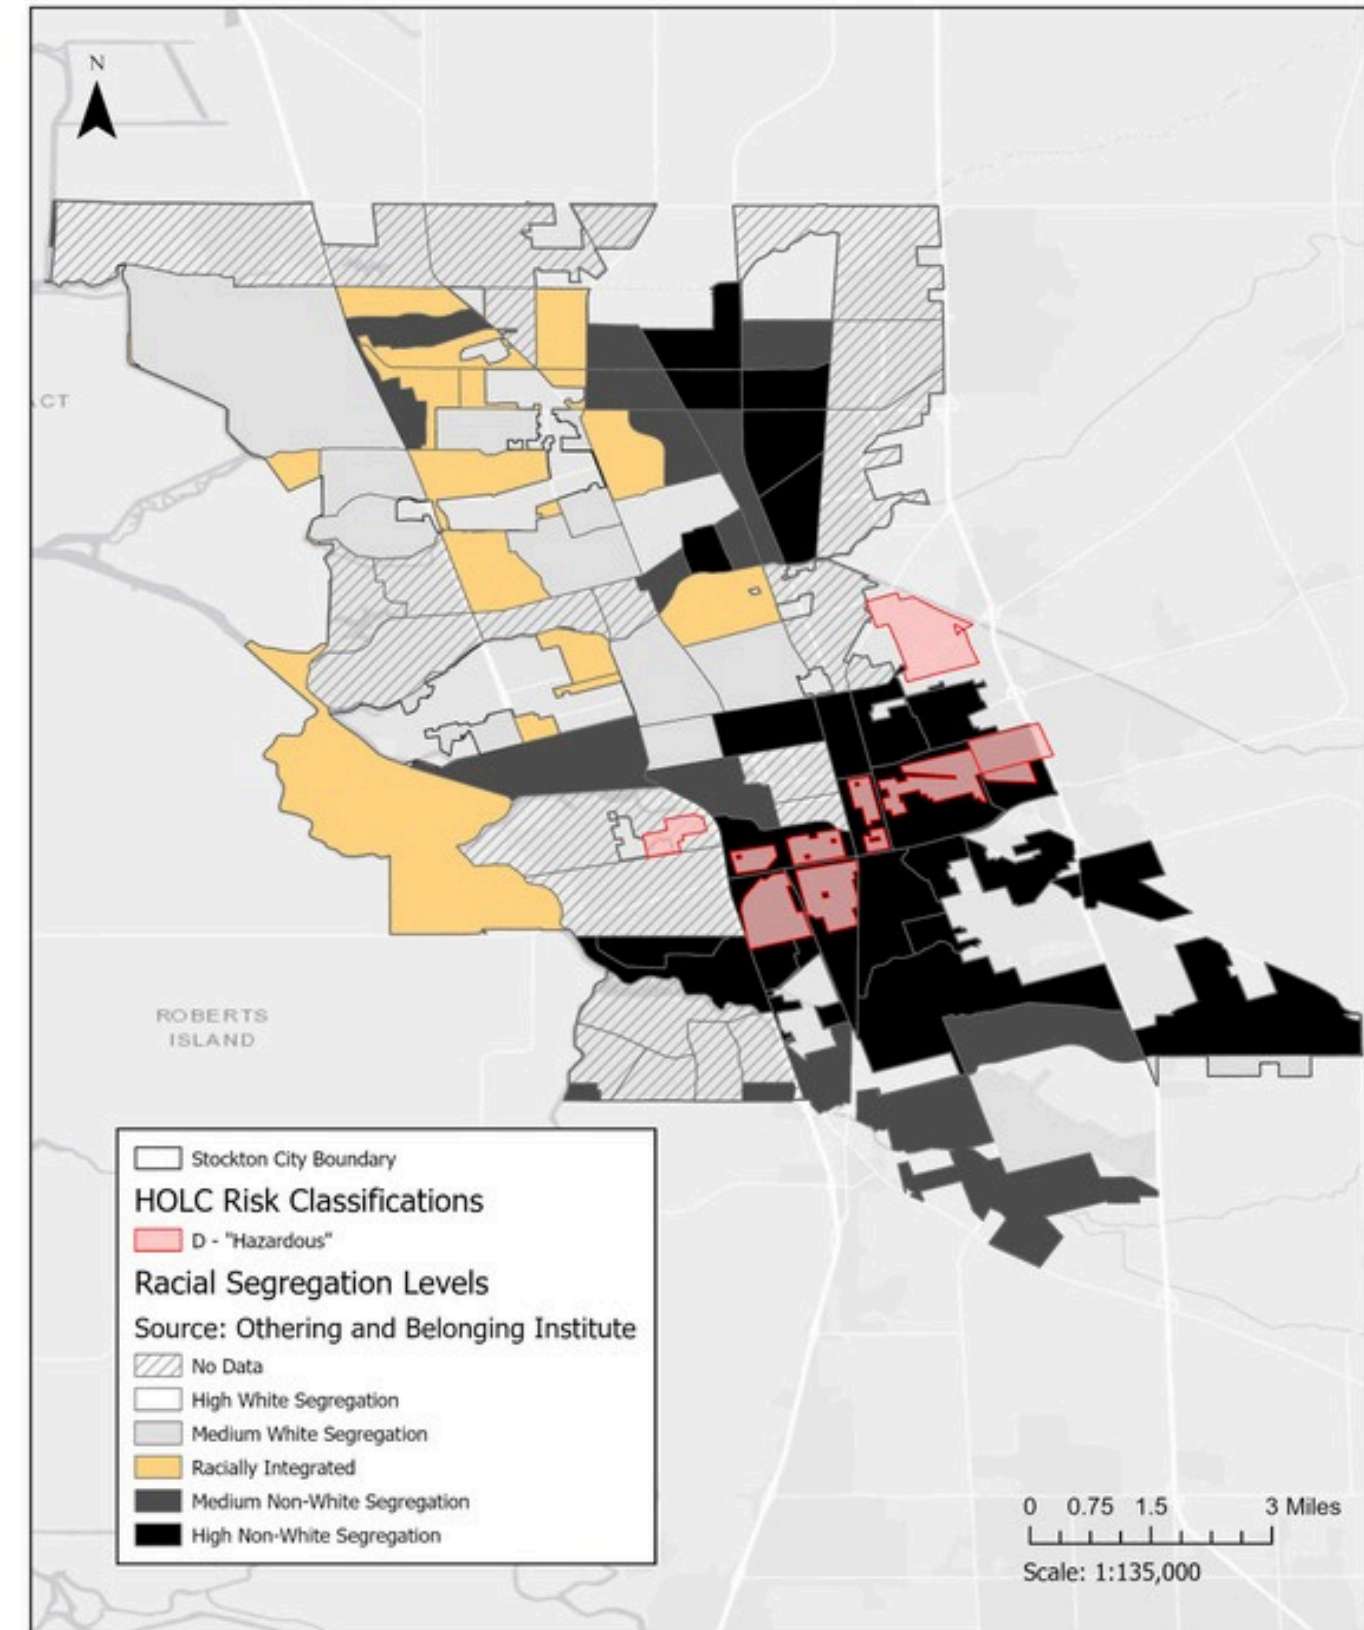 N
ACT
ROBERTS
ISLAND
Stockton City Boundary
HOLC Risk Classifications
D - "Hazardous"
Racial Segregation Levels
Source: Othering and Belonging Institute
No Data
High White Segregation
Medium White Segregation
Racially Integrated
Medium Non-White Segregation
High Non-White Segregation
0 0.75 1.5 3 Miles
Scale: 1:135,000